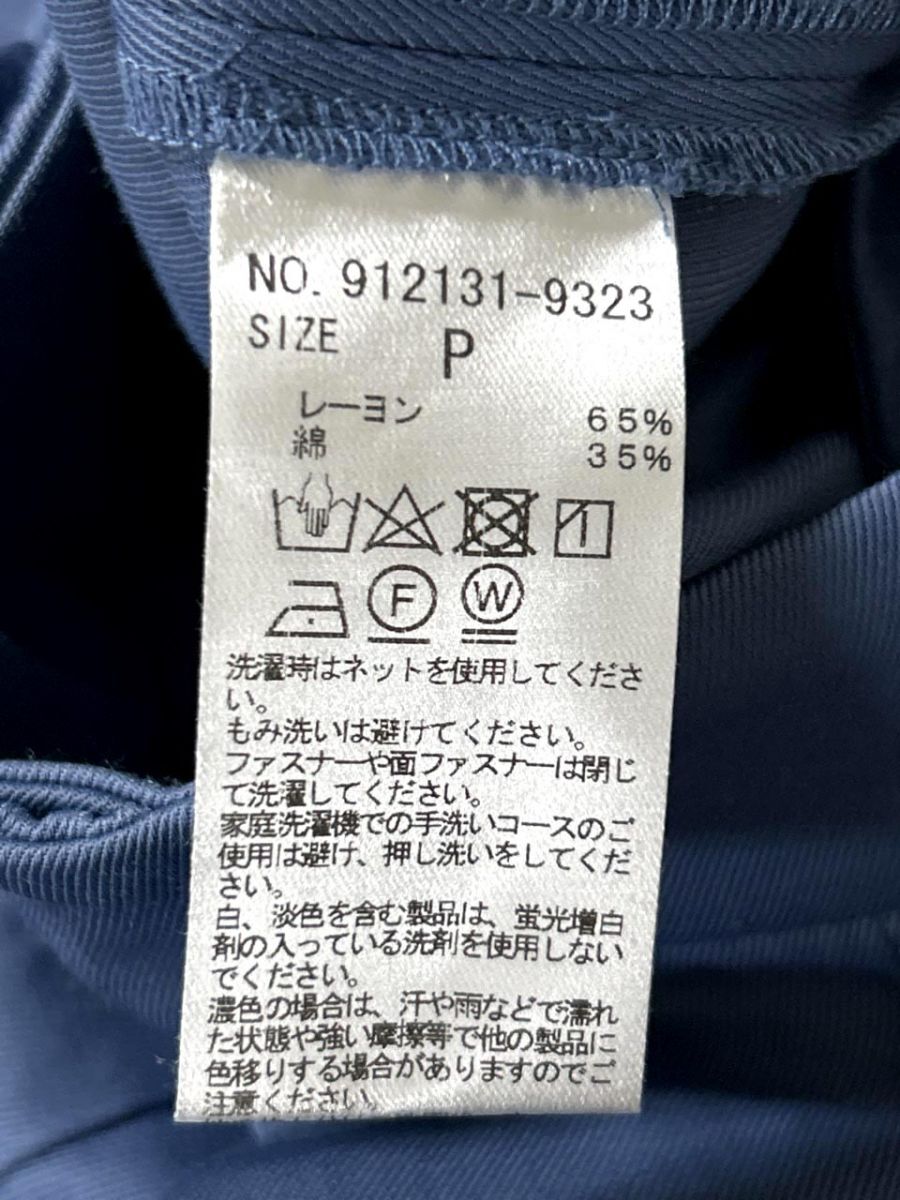 NO. 912131-9323
SIZE P
レーヨン 65%
綿 35%
F W
洗濯時はネットを使用してくださ
い。
もみ洗いは避けてください。
ファスナーや面ファスナーは閉じ
て洗濯してください。
家庭洗濯機での手洗いコースのご
使用は避け、押し洗いをしてくだ
さい。
白、淡色を含む製品は、蛍光増白
剤の入っている洗剤を使用しない
でください。
濃色の場合は、汗や雨などで濡れ
た状態や強い摩擦等で他の製品に
色移りする場合がありますのでご
注意ください。